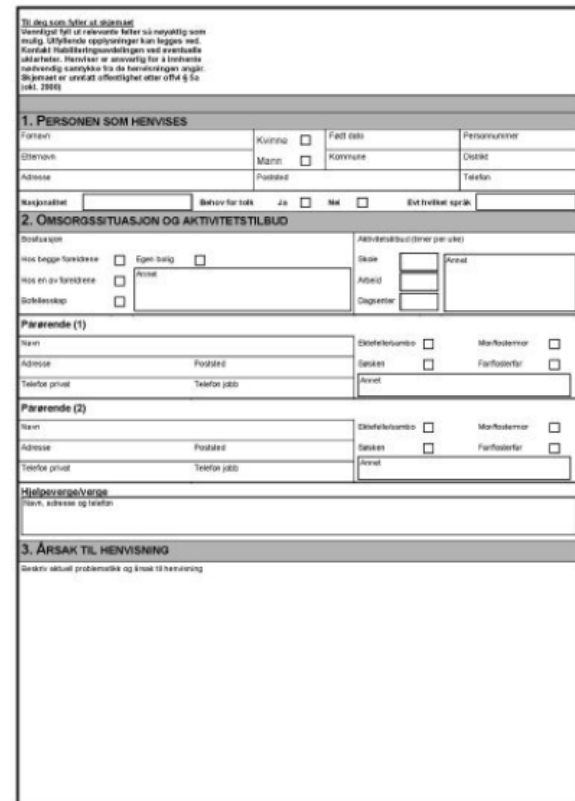 Til deg som fyller ut skjemaet
Vennligst fyll ut relevante felter så nøyaktig som
mulig. Utfyllende opplysninger kan legges ved.
Kontakt Habiliteringsavdelingen ved eventuelle
uklarheter. Henviser er ansvarlig for å innhente
nødvendig samtykke fra de henvisningen angår.
Skjemaet er unntatt offentlighet etter offvl § 5a
(okt. 2000)
1. PERSONEN SOM HENVISES
Fornavn Kvinne Født dato Personnummer
Etternavn Mann Kommune Distrikt
Adresse Poststed Telefon
Nasjonalitet Behov for tolk Ja Nei Evt hvilket språk
2. OMSORGSSITUASJON OG AKTIVITETSTILBUD
Bosituasjon Aktivitetstilbud (timer per uke)
Hos begge foreldrene Egen bolig Skole Annet
Hos en av foreldrene Annet Arbeid
Bofellesskap Dagsenter
Pårørende (1)
Navn Ektefelle/sambo Mor/fostermor
Adresse Poststed Søsken Far/fosterfar
Telefon privat Telefon jobb Annet
Pårørende (2)
Navn Ektefelle/sambo Mor/fostermor
Adresse Poststed Søsken Far/fosterfar
Telefon privat Telefon jobb Annet
Hjelpeverge/verge
Navn, adresse og telefon
3. ÅRSAK TIL HENVISNING
Beskriv aktuell problematikk og årsak til henvisning